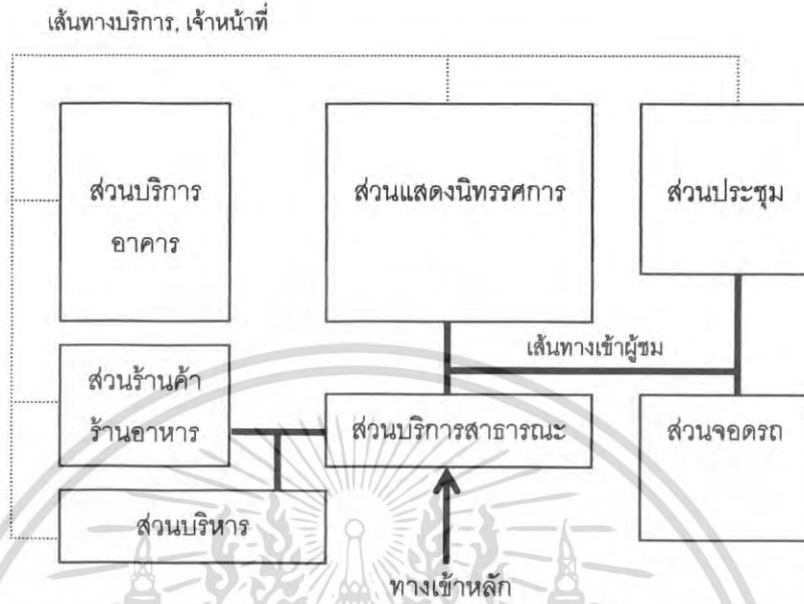 เส้นทางบริการ, เจ้าหน้าที่
ส่วนบริการ
อาคาร
ส่วนแสดงนิทรรศการ
ส่วนประชุม
เส้นทางเข้าผู้ชม
ส่วนร้านค้า
ร้านอาหาร
ส่วนบริการสาธารณะ
ส่วนจอดรถ
ส่วนบริหาร
ทางเข้าหลัก